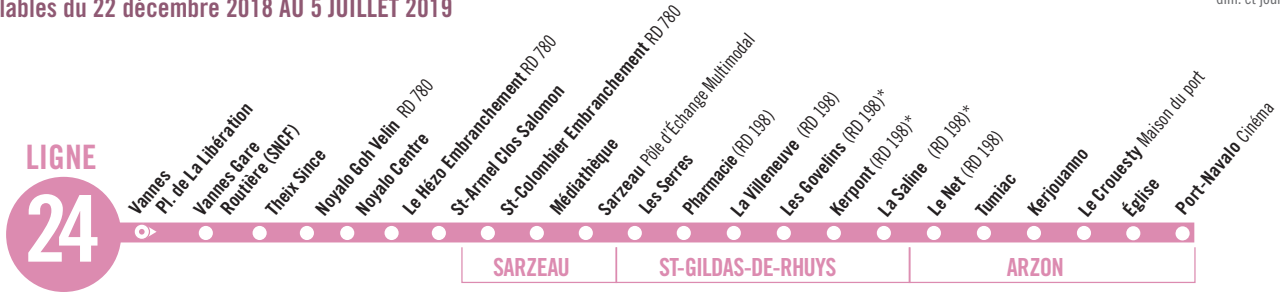 lables du 22 décembre 2018 AU 5 JUILLET 2019
LIGNE
24
Vannes
Pl. de La Libération
Vannes Gare
Routière (SNCF)
Theix Since
Noyalo Goh Velin RD 780
Noyalo Centre
Le Hézo Embranchement RD 780
St-Armel Clos Salomon
St-Colombier Embranchement RD 780
Médiathèque
Sarzeau Pôle d'Échange Multimodal
Les Serres
Pharmacie (RD 198)
La Villeneuve (RD 198)
Les Govelins (RD 198)*
Kerpont (RD 198)*
La Saline (RD 198)*
Le Net (RD 198)
Tumiac
Kerjouanno
Le Crouesty Maison du port
Église
Port-Navalo Cinéma
SARZEAU
ST-GILDAS-DE-RHUYS
ARZON